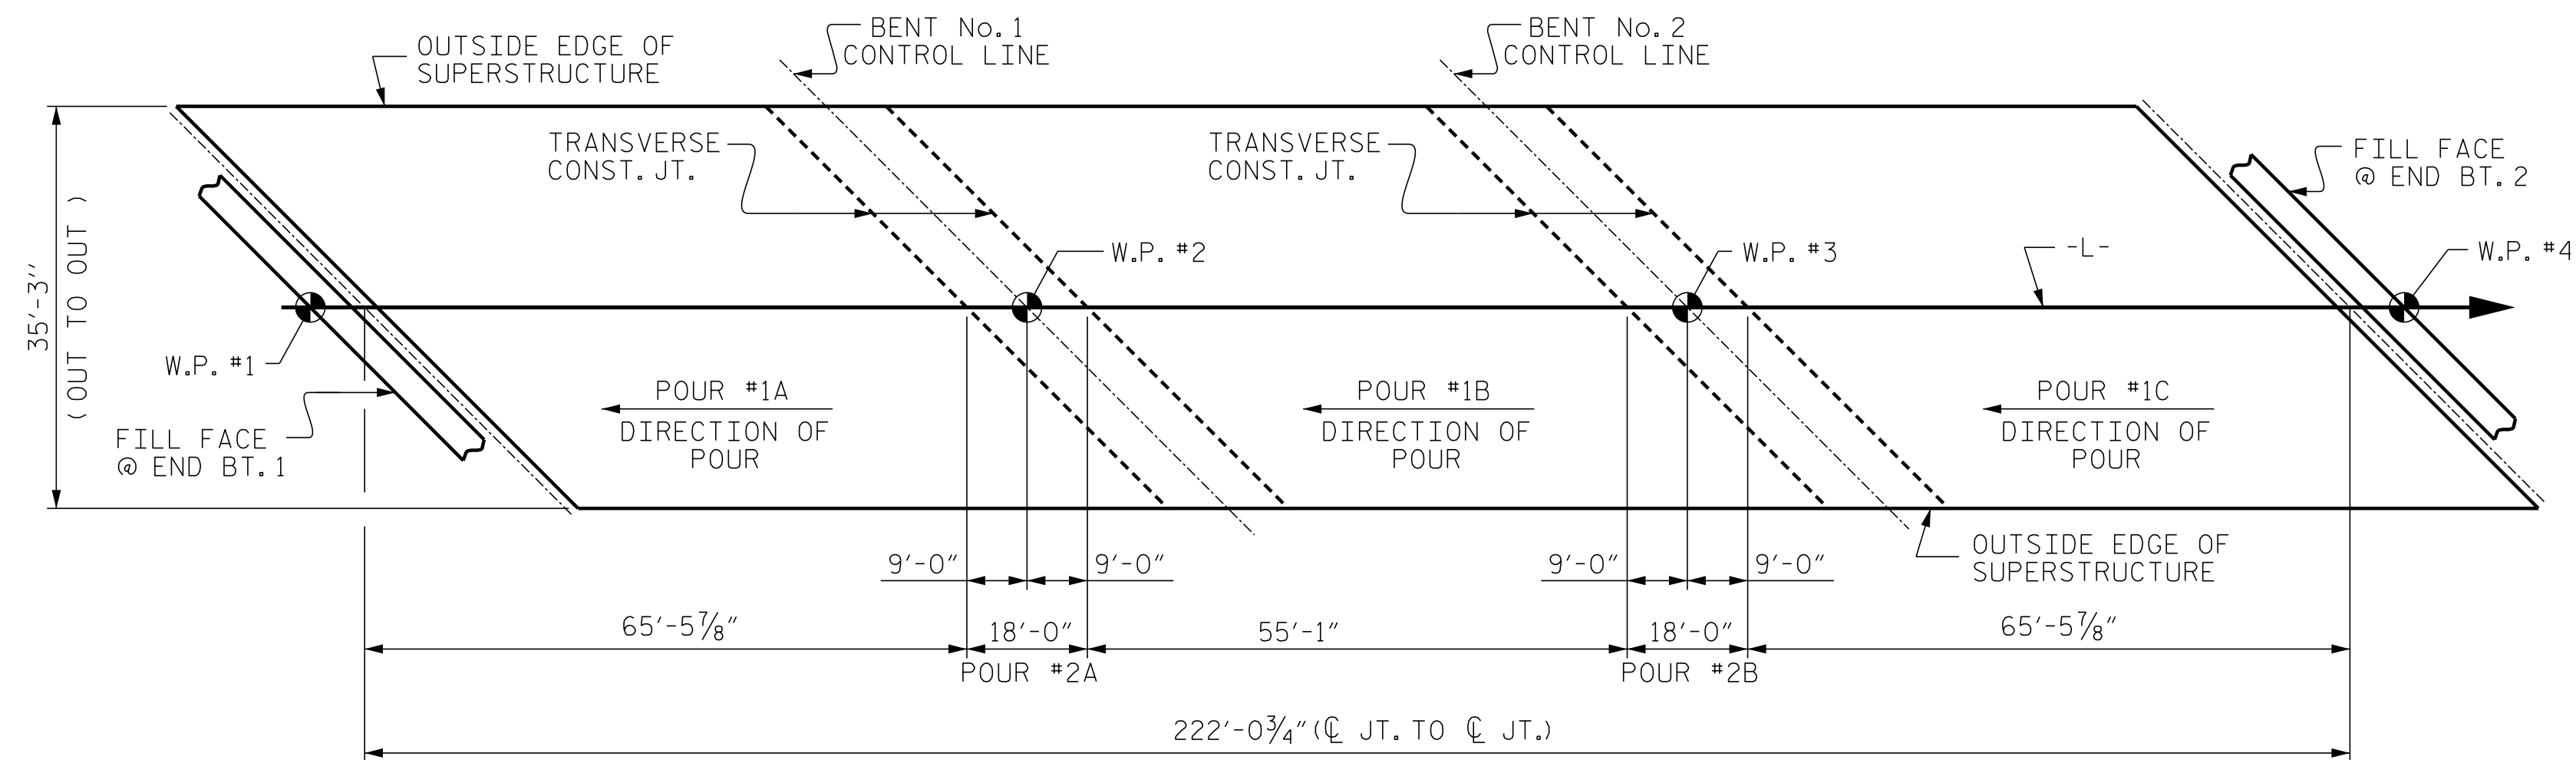 BENT No. 1
CONTROL LINE
BENT No. 2
CONTROL LINE
OUTSIDE EDGE OF
SUPERSTRUCTURE
TRANSVERSE
CONST. JT.
TRANSVERSE
CONST. JT.
FILL FACE
@ END BT. 2
35'-3"
(OUT TO OUT)
W.P. #2
W.P. #3
-L-
W.P. #4
W.P. #1
POUR #1A
DIRECTION OF
POUR
POUR #1B
DIRECTION OF
POUR
POUR #1C
DIRECTION OF
POUR
FILL FACE
@ END BT. 1
9'-0"
9'-0"
9'-0"
9'-0"
OUTSIDE EDGE OF
SUPERSTRUCTURE
65'-5⅞"
18'-0"
55'-1"
18'-0"
65'-5⅞"
POUR #2A
POUR #2B
222'-0¾" (℄ JT. TO ℄ JT.)